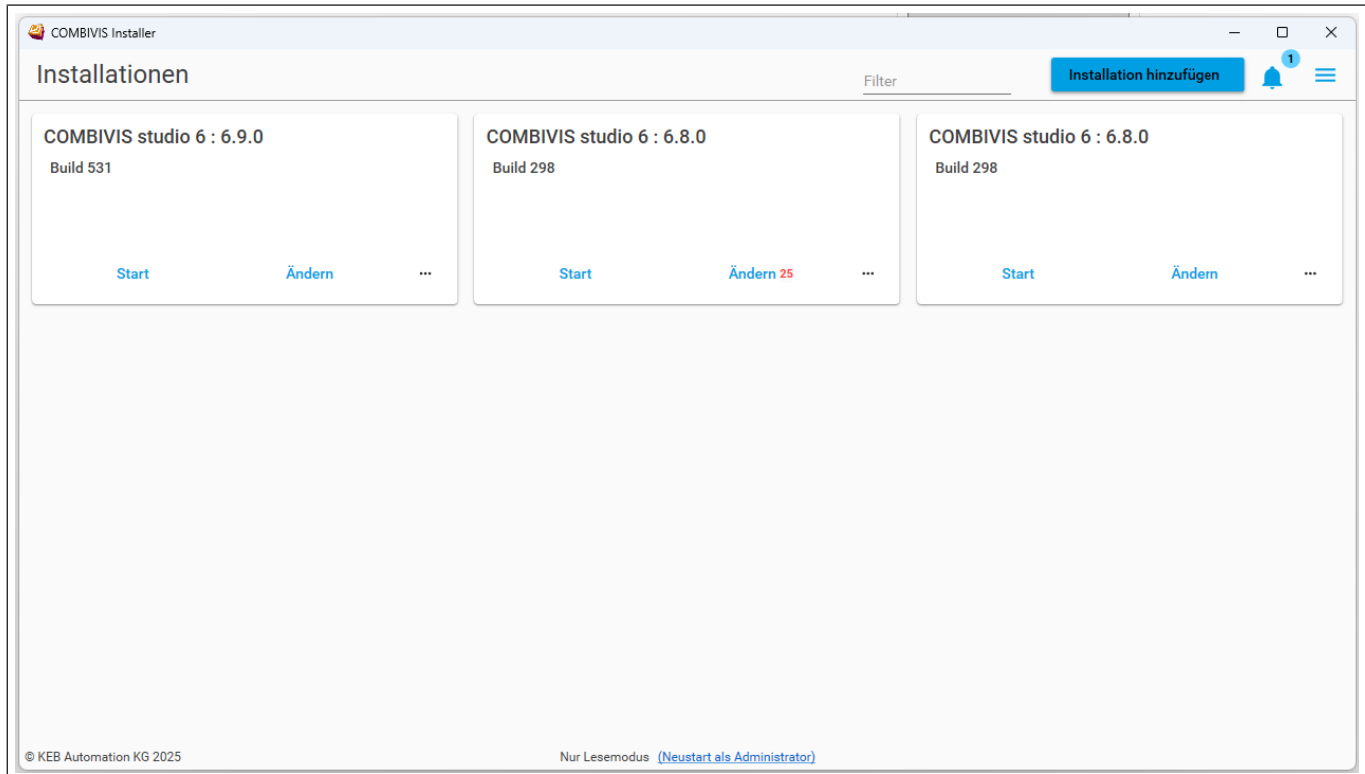 COMBIVIS Installer
Installationen
Filter
Installation hinzufügen
1
COMBIVIS studio 6 : 6.9.0
Build 531
Start Ändern ...
COMBIVIS studio 6 : 6.8.0
Build 298
Start Ändern 25 ...
COMBIVIS studio 6 : 6.8.0
Build 298
Start Ändern ...
© KEB Automation KG 2025
Nur Lesemodus (Neustart als Administrator)